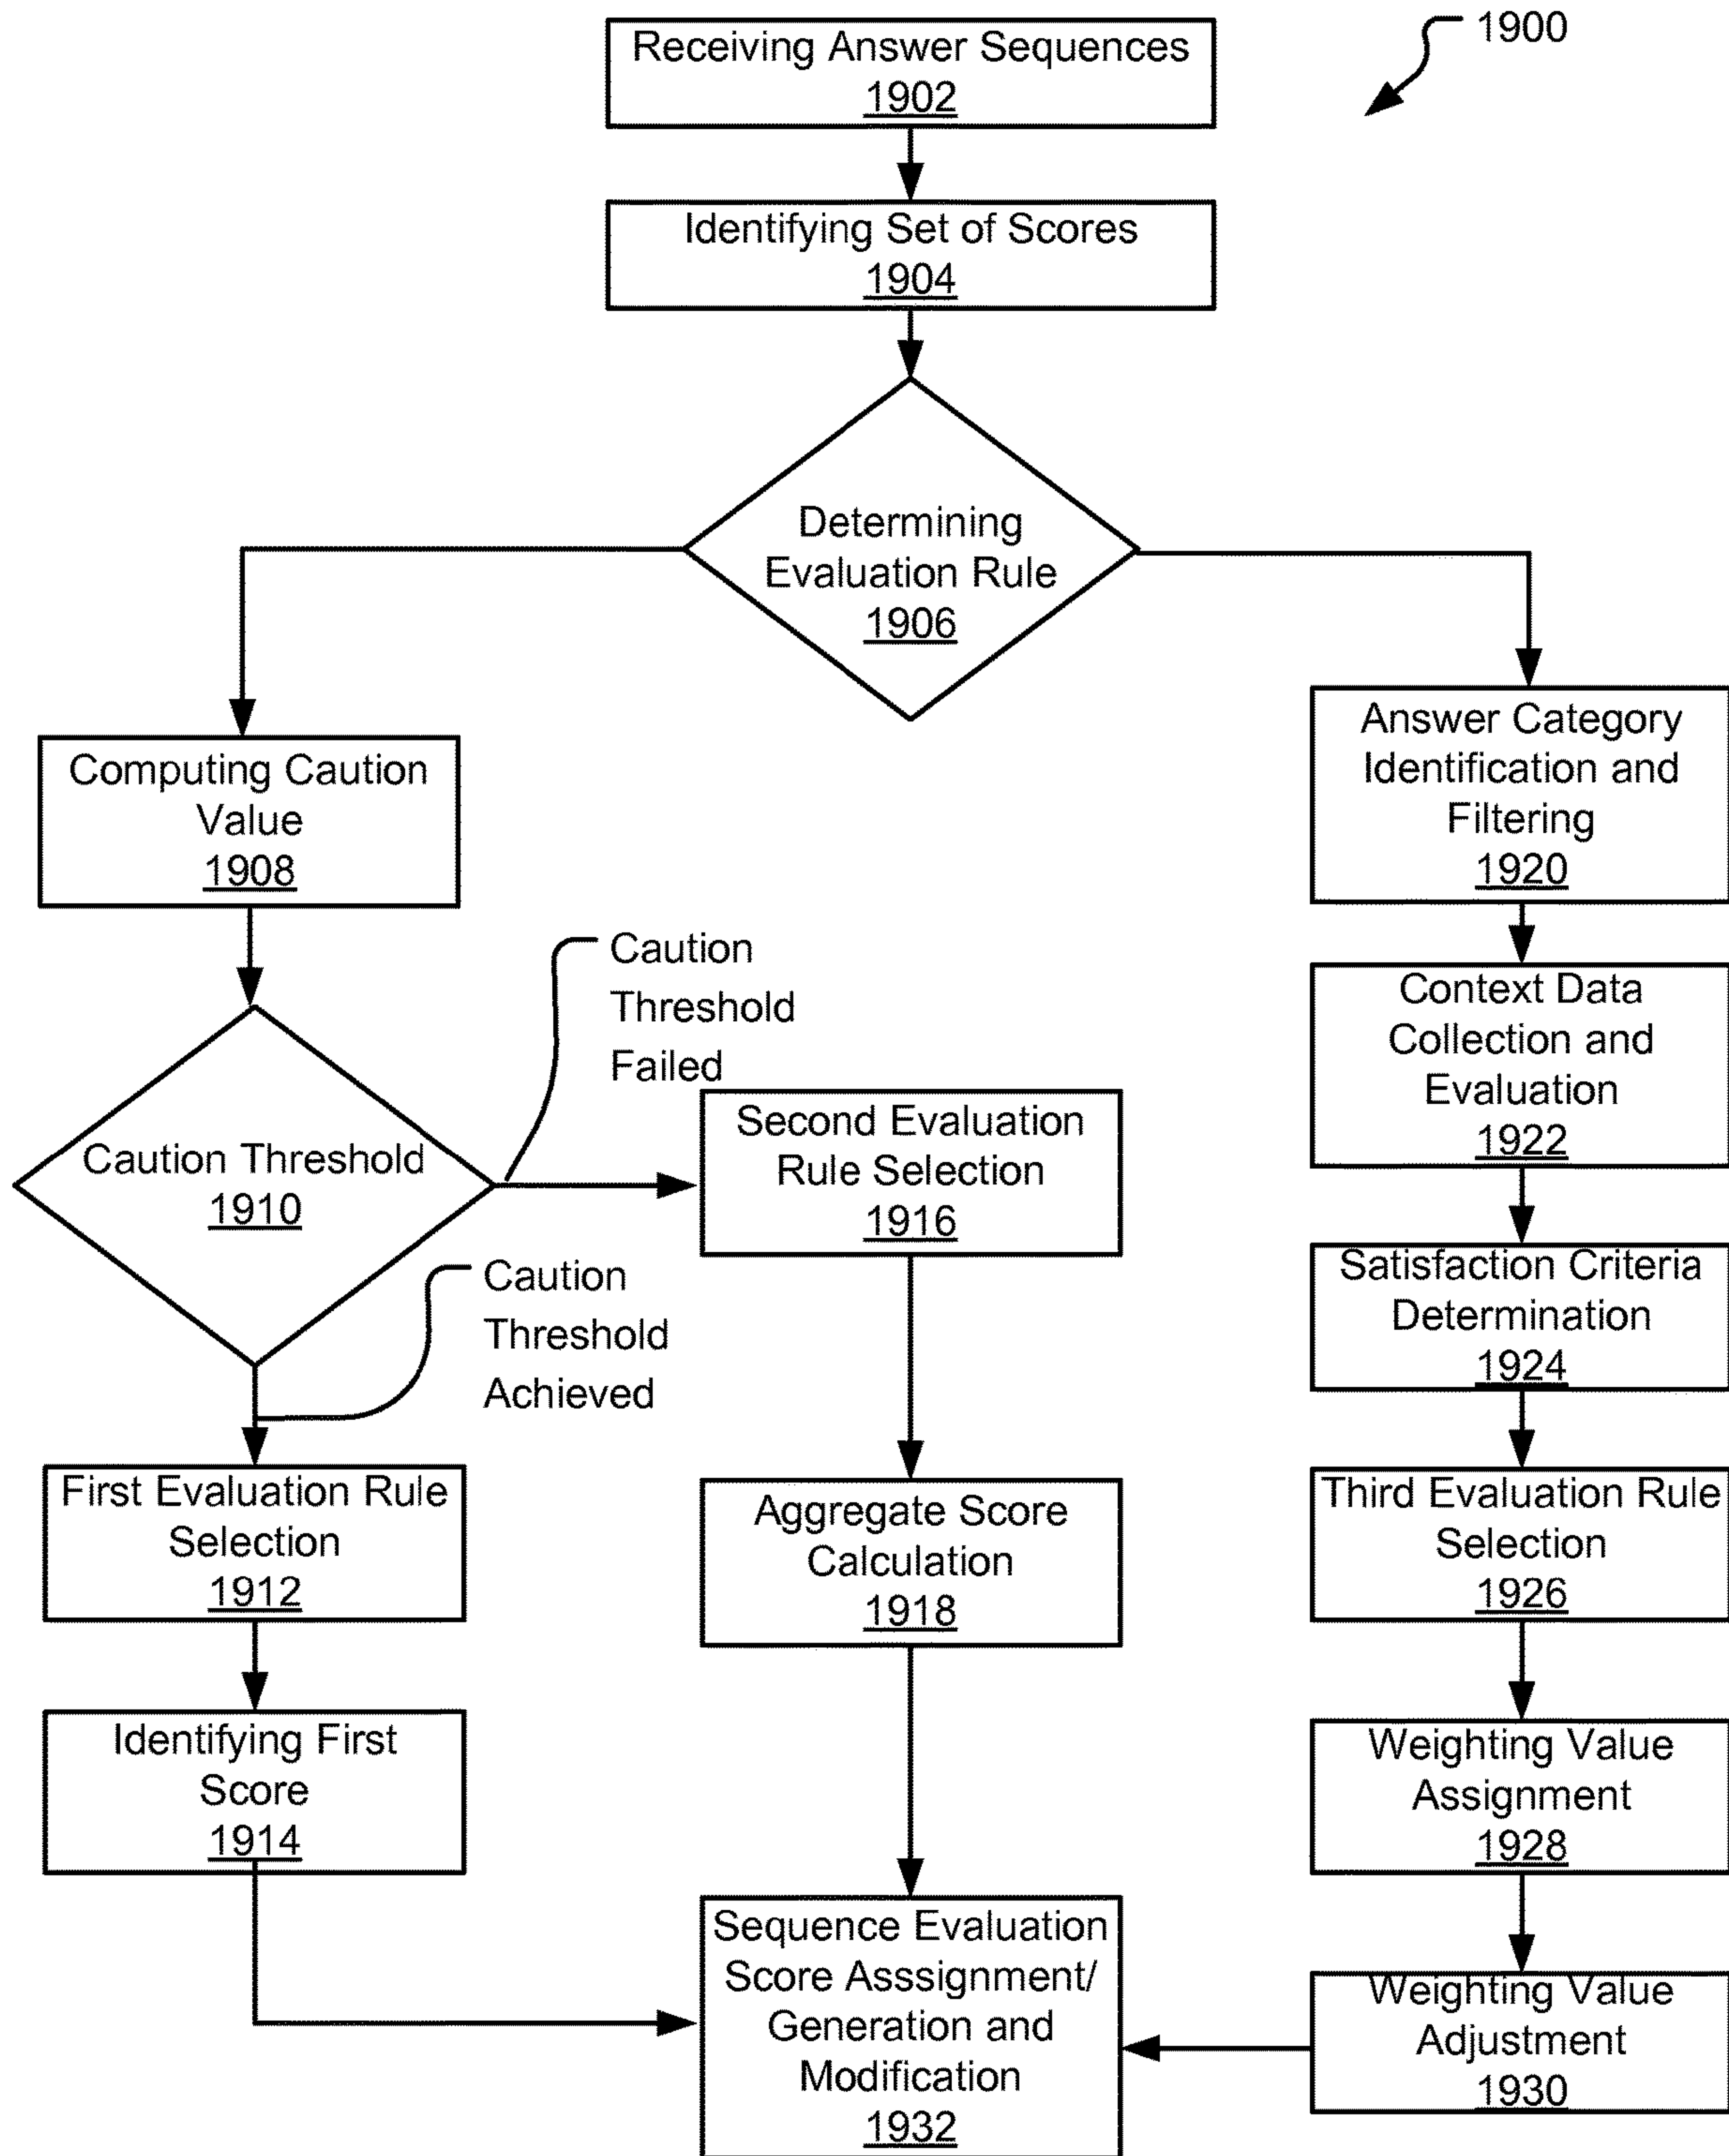 1900
Receiving Answer Sequences
1902
Identifying Set of Scores
1904
Determining
Evaluation Rule
1906
Computing Caution
Value
1908
Caution Threshold
1910
Caution
Threshold
Failed
Caution
Threshold
Achieved
First Evaluation Rule
Selection
1912
Identifying First
Score
1914
Second Evaluation
Rule Selection
1916
Aggregate Score
Calculation
1918
Answer Category
Identification and
Filtering
1920
Context Data
Collection and
Evaluation
1922
Satisfaction Criteria
Determination
1924
Third Evaluation Rule
Selection
1926
Weighting Value
Assignment
1928
Weighting Value
Adjustment
1930
Sequence Evaluation
Score Asssignment/
Generation and
Modification
1932